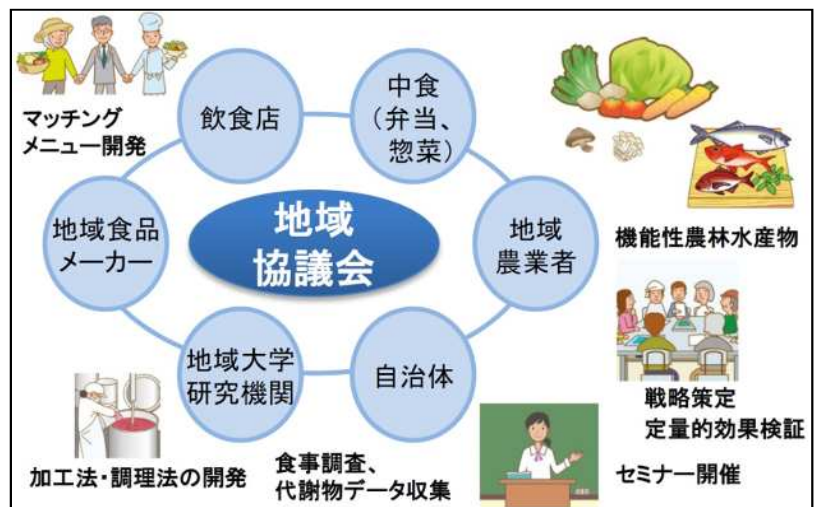 マッチング
メニュー開発
飲食店
中食
(弁当、
惣菜)
地域食品
メーカー
地域
協議会
地域
農業者
機能性農林水産物
地域大学
研究機関
自治体
戦略策定
定量的効果検証
加工法・調理法の開発
食事調査、
代謝物データ収集
セミナー開催